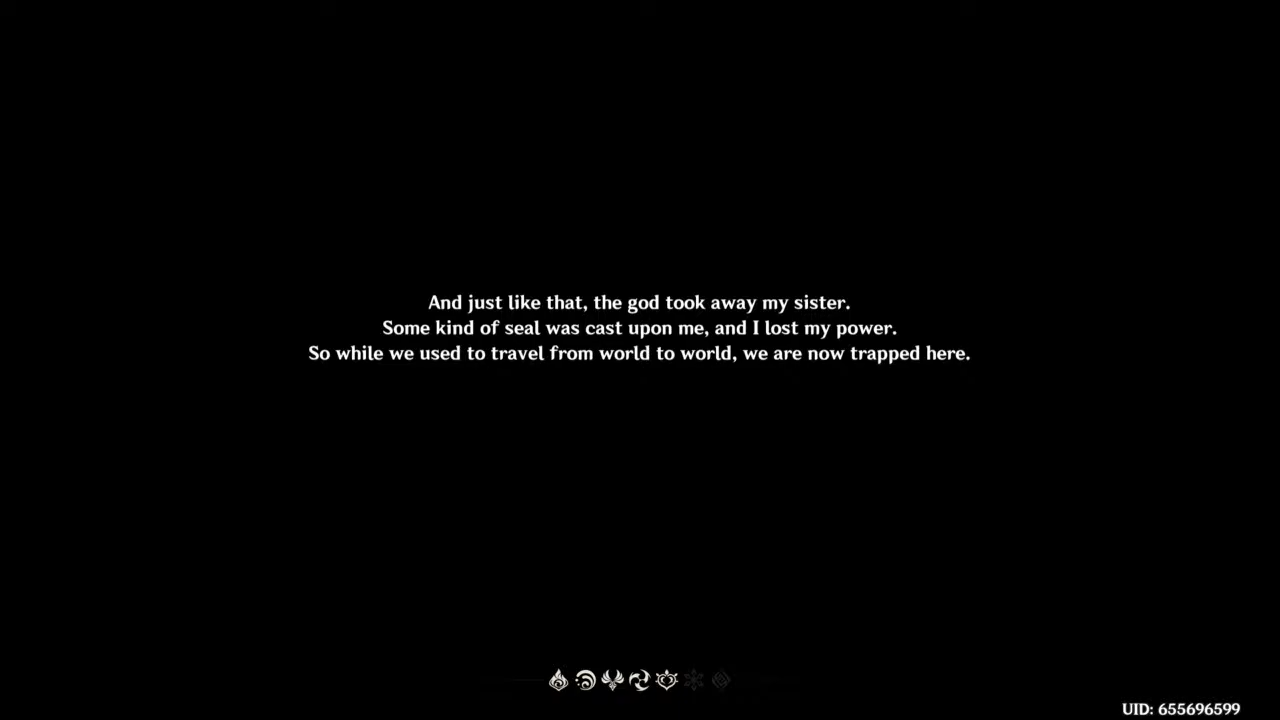 And just like that, the god took away my sister.
Some kind of seal was cast upon me, and I lost my power.
So while we used to travel from world to world, we are now trapped here.
UID: 655696599